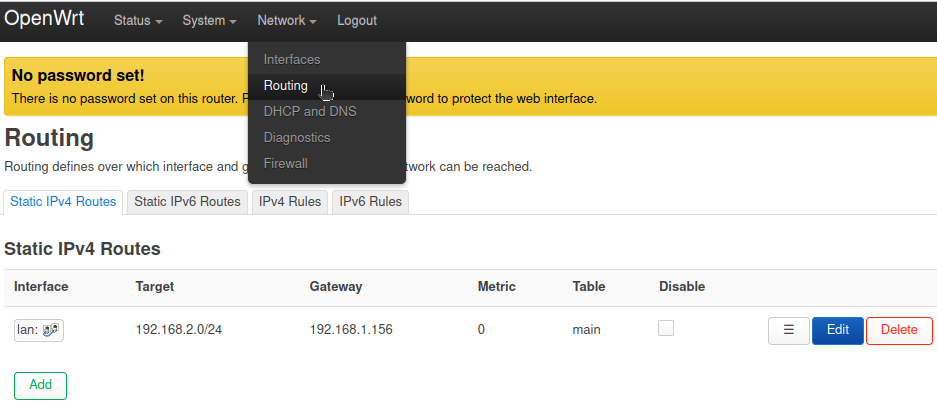 OpenWrt Status System Network Logout
Interfaces
Routing
DHCP and DNS
Diagnostics
Firewall
No password set!
There is no password set on this router. word to protect the web interface.
Routing
Routing defines over which interface and twork can be reached.
Static IPv4 Routes Static IPv6 Routes IPv4 Rules IPv6 Rules
Static IPv4 Routes
Interface Target Gateway Metric Table Disable
lan: 192.168.2.0/24 192.168.1.156 0 main ☰ Edit Delete
Add